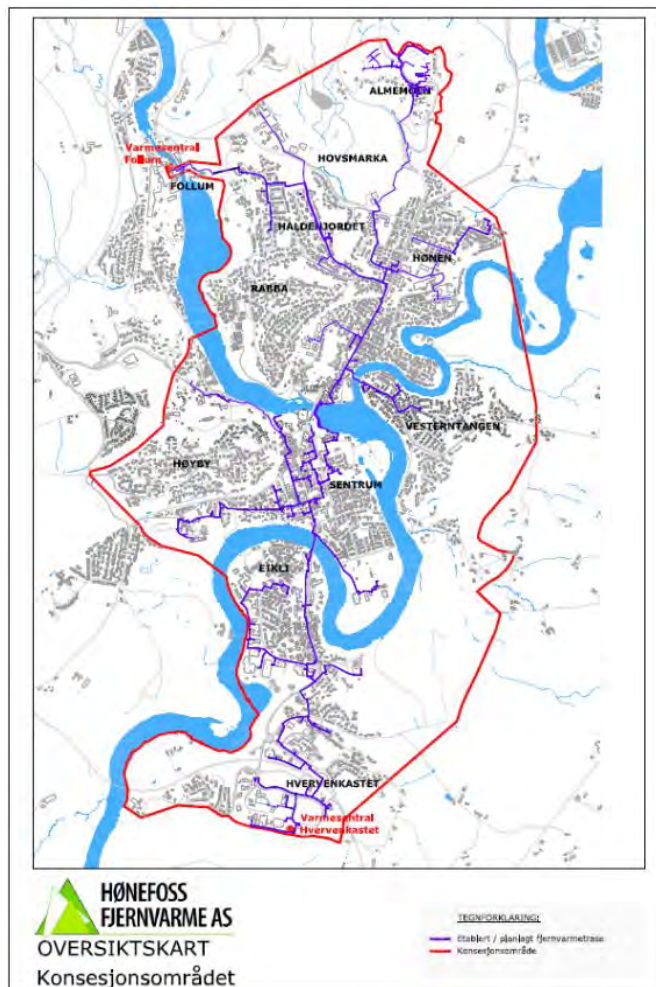 ALMEMOEN
HOVSMARKA
Varmesentral
Follum
FOLLUM
HALDENJORDET
HØNEN
RABBA
VESTERNTANGEN
HØYBY
SENTRUM
EIKLI
HVERVENKASTET
Varmesentral
Hvervenkastet
HØNEFOSS
FJERNVARME AS
OVERSIKTSKART
Konsesjonsområdet
TEGNFORKLARING:
Etablert / planlagt fjernvarmetrase
Konsesjonsområde